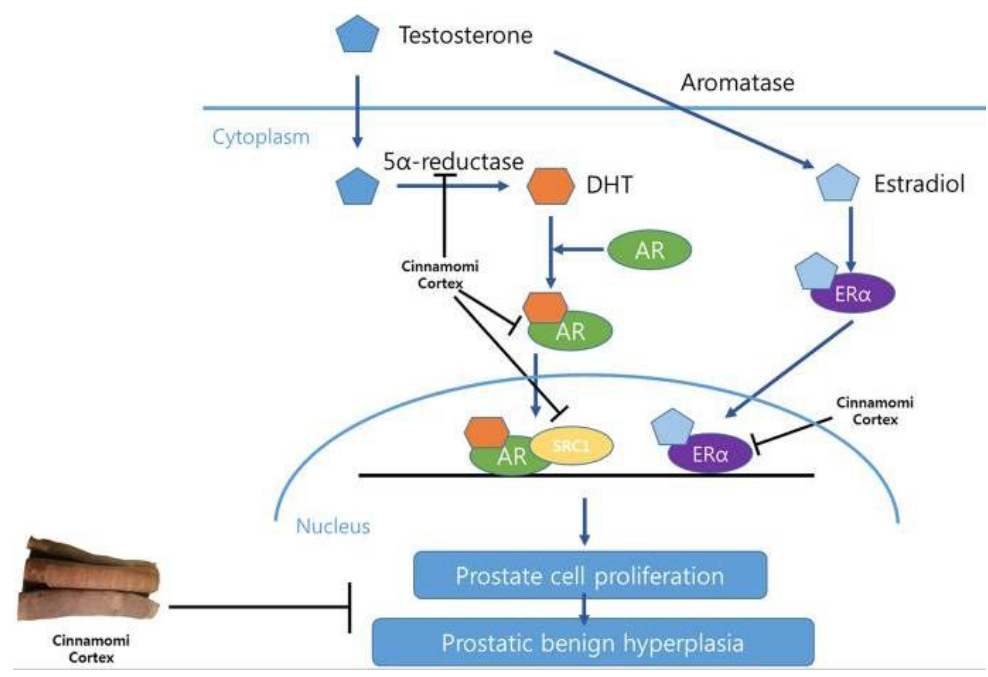 Testosterone
Aromatase
Cytoplasm
5α-reductase
DHT
Estradiol
AR
Cinnamomi
Cortex
ERα
AR
Cinnamomi
Cortex
AR
SRC1
ERα
Nucleus
Prostate cell proliferation
Prostatic benign hyperplasia
Cinnamomi
Cortex